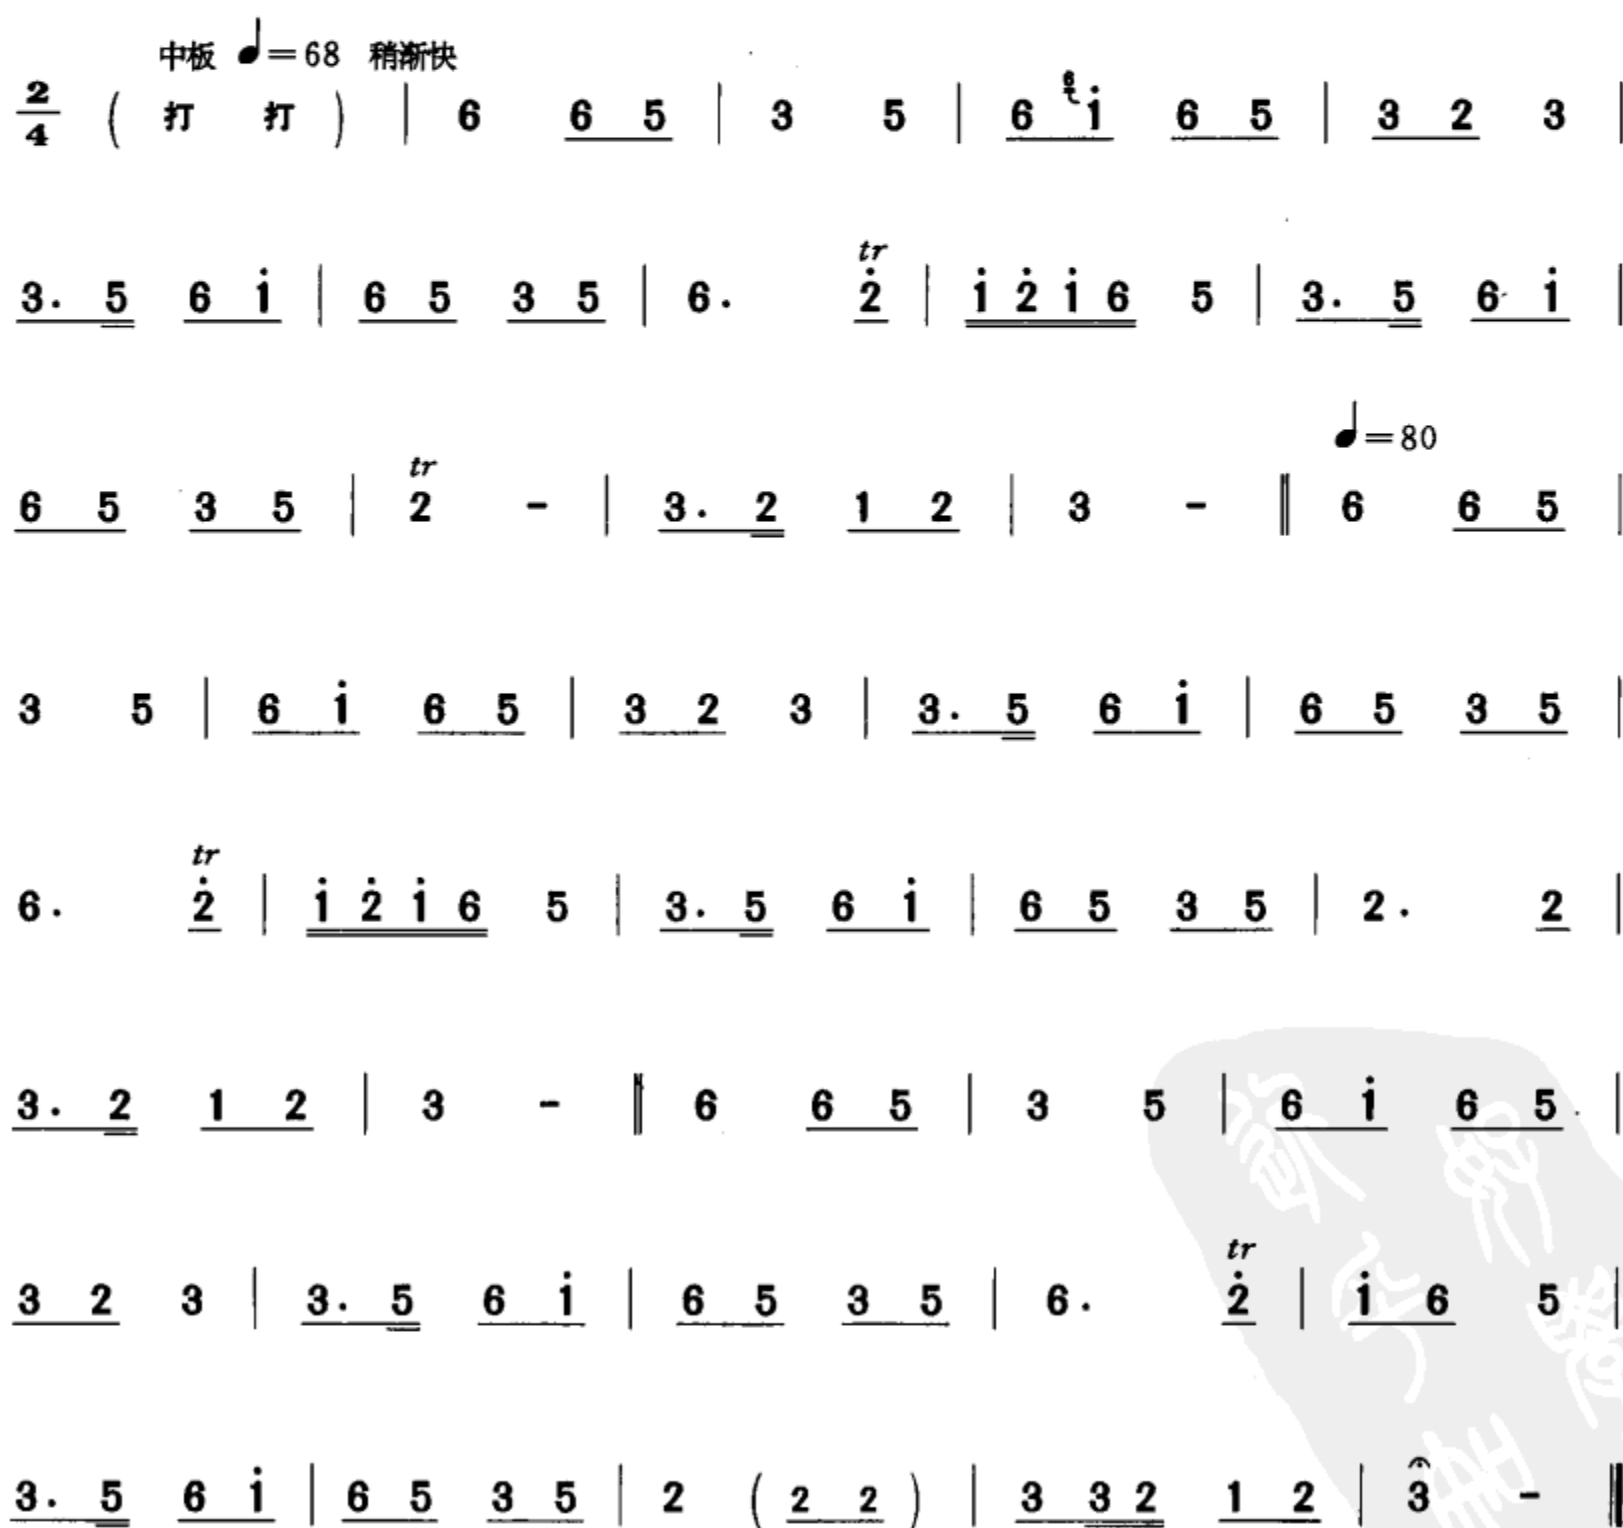 中板 ♩=68 稍渐快
2/4 ( 打 打 ) | 6 6 5 | 3 5 | 6 6 i̇ 6 5 | 3 2 3 |
tr
3. 5 6 i̇ | 6 5 3 5 | 6. 2̇ | i̇ 2̇ i̇ 6 5 | 3. 5 6 i̇ |
♩=80
tr
6 5 3 5 | 2 - | 3. 2 1 2 | 3 - ‖ 6 6 5 |
3 5 | 6 i̇ 6 5 | 3 2 3 | 3. 5 6 i̇ | 6 5 3 5 |
tr
6. 2̇ | i̇ 2̇ i̇ 6 5 | 3. 5 6 i̇ | 6 5 3 5 | 2. 2 |
3. 2 1 2 | 3 - ‖ 6 6 5 | 3 5 | 6 i̇ 6 5 |
tr
3 2 3 | 3. 5 6 i̇ | 6 5 3 5 | 6. 2̇ | i̇ 6 5 |
3. 5 6 i̇ | 6 5 3 5 | 2 ( 2 2 ) | 3 3 2 1 2 | 3 - ‖